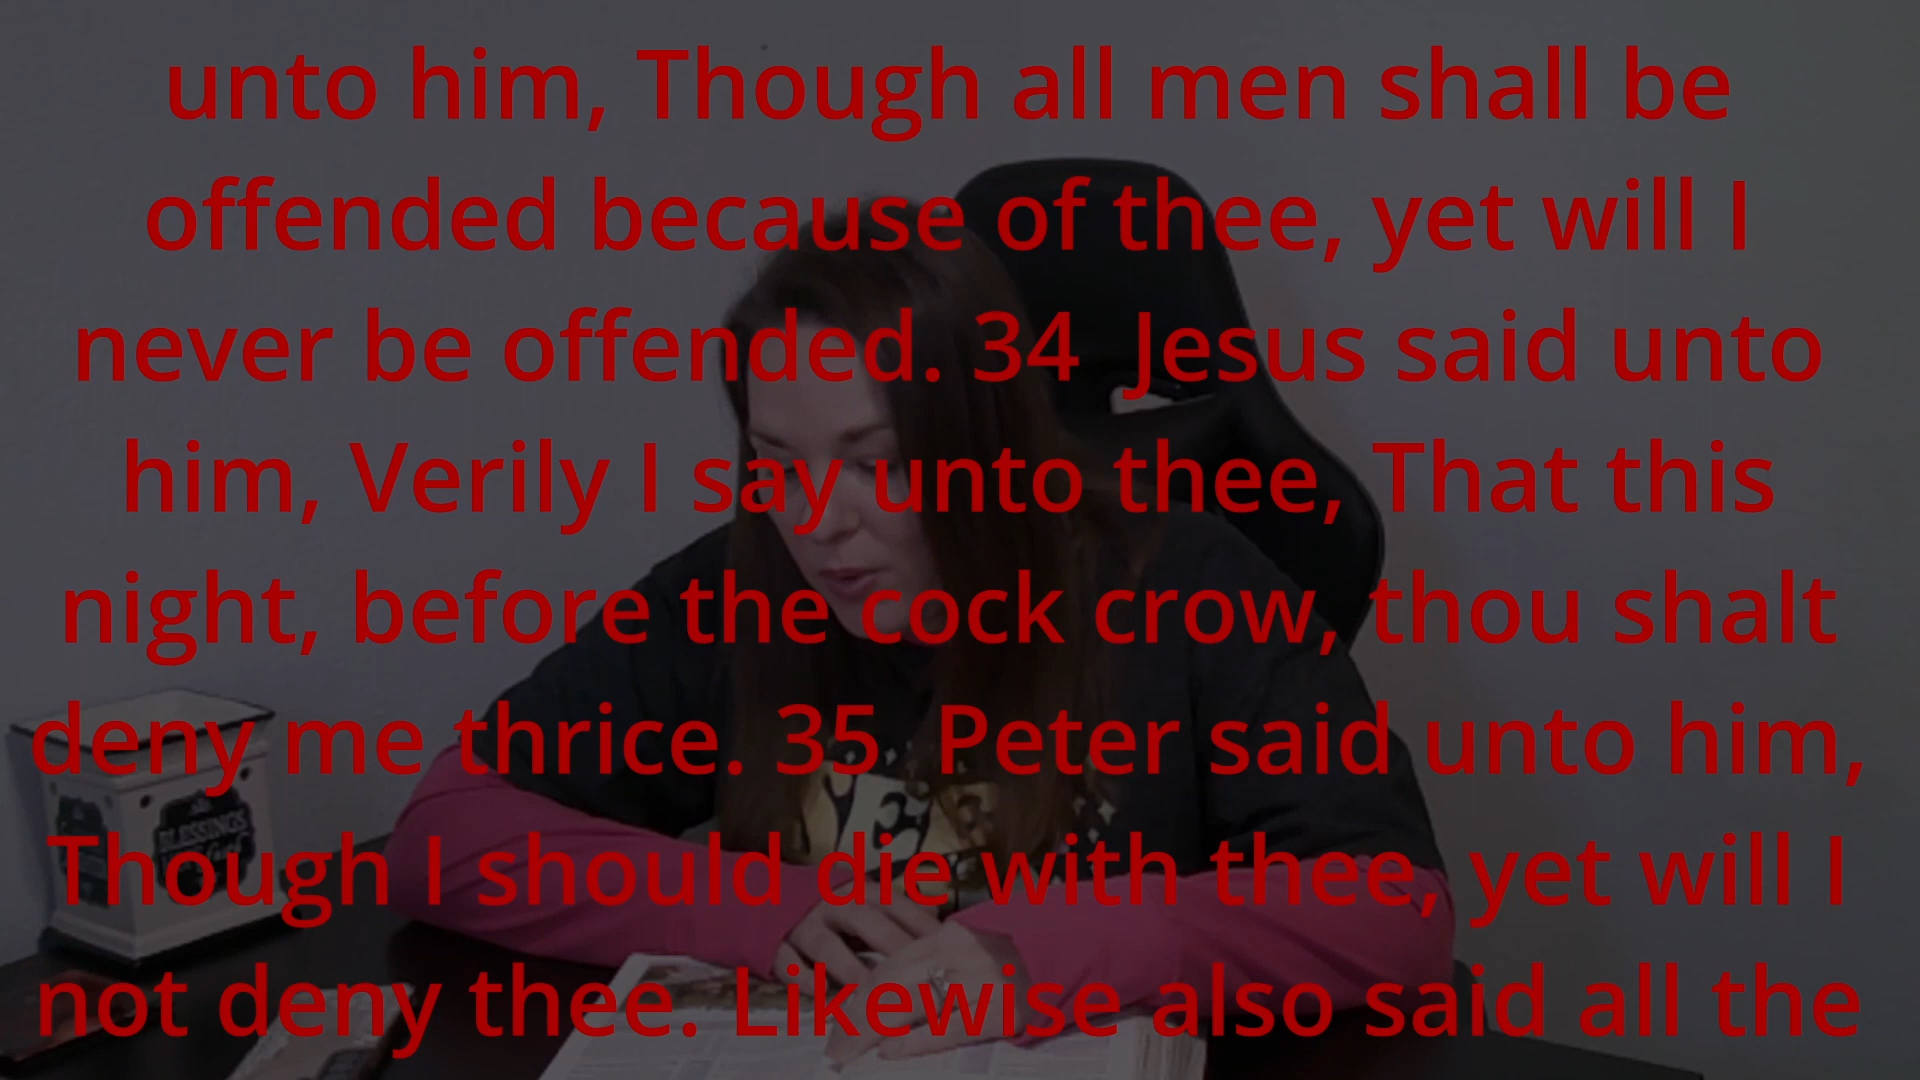 unto him, Though all men shall be
offended because of thee, yet will I
never be offended. 34 Jesus said unto
him, Verily I say unto thee, That this
night, before the cock crow, thou shalt
deny me thrice. 35 Peter said unto him,
Though I should die with thee, yet will I
not deny thee. Likewise also said all the
BLESSINGS